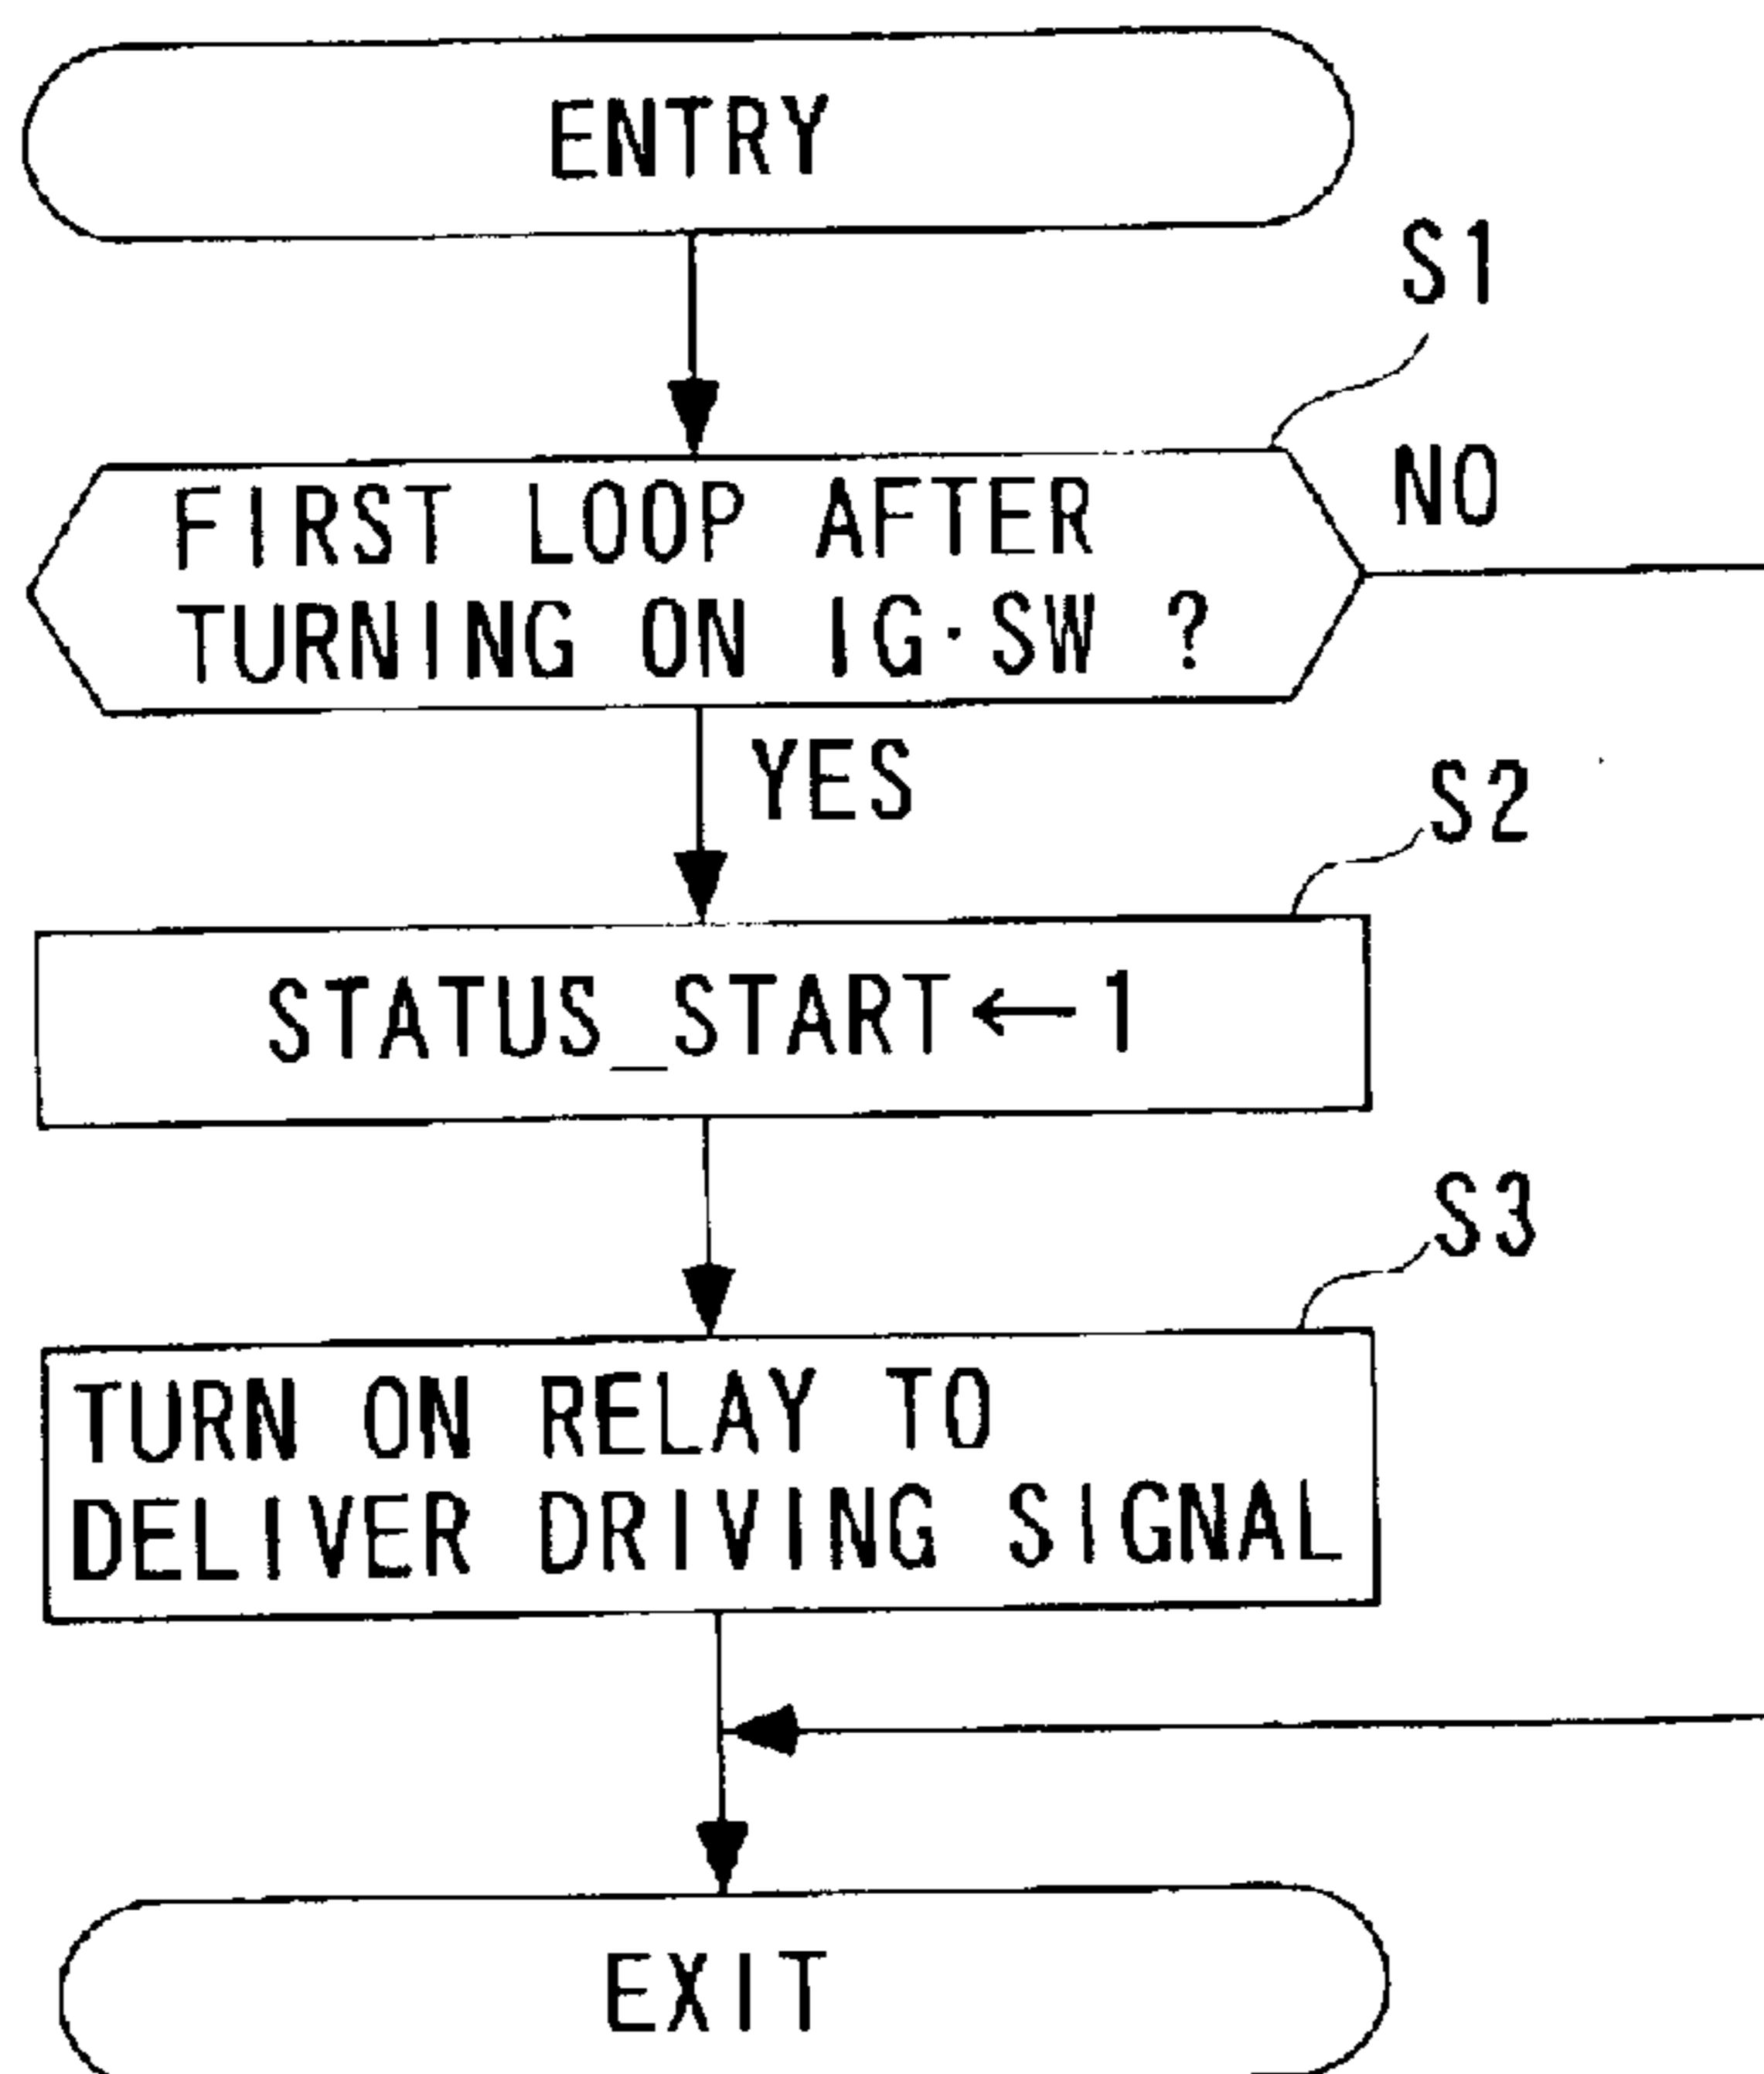 ENTRY
S1
FIRST LOOP AFTER
TURNING ON IG·SW ?
NO
YES
S2
STATUS_START←1
S3
TURN ON RELAY TO
DELIVER DRIVING SIGNAL
EXIT